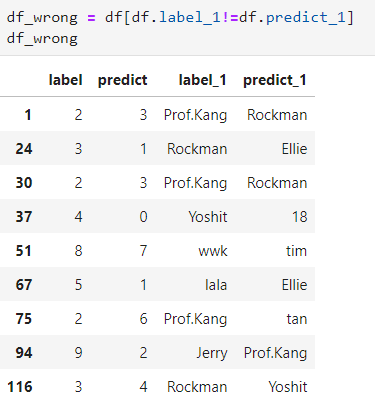 df_wrong = df[df.label_1!=df.predict_1]
df_wrong
label predict label_1 predict_1
1 2 3 Prof.Kang Rockman
24 3 1 Rockman Ellie
30 2 3 Prof.Kang Rockman
37 4 0 Yoshit 18
51 8 7 wwk tim
67 5 1 lala Ellie
75 2 6 Prof.Kang tan
94 9 2 Jerry Prof.Kang
116 3 4 Rockman Yoshit